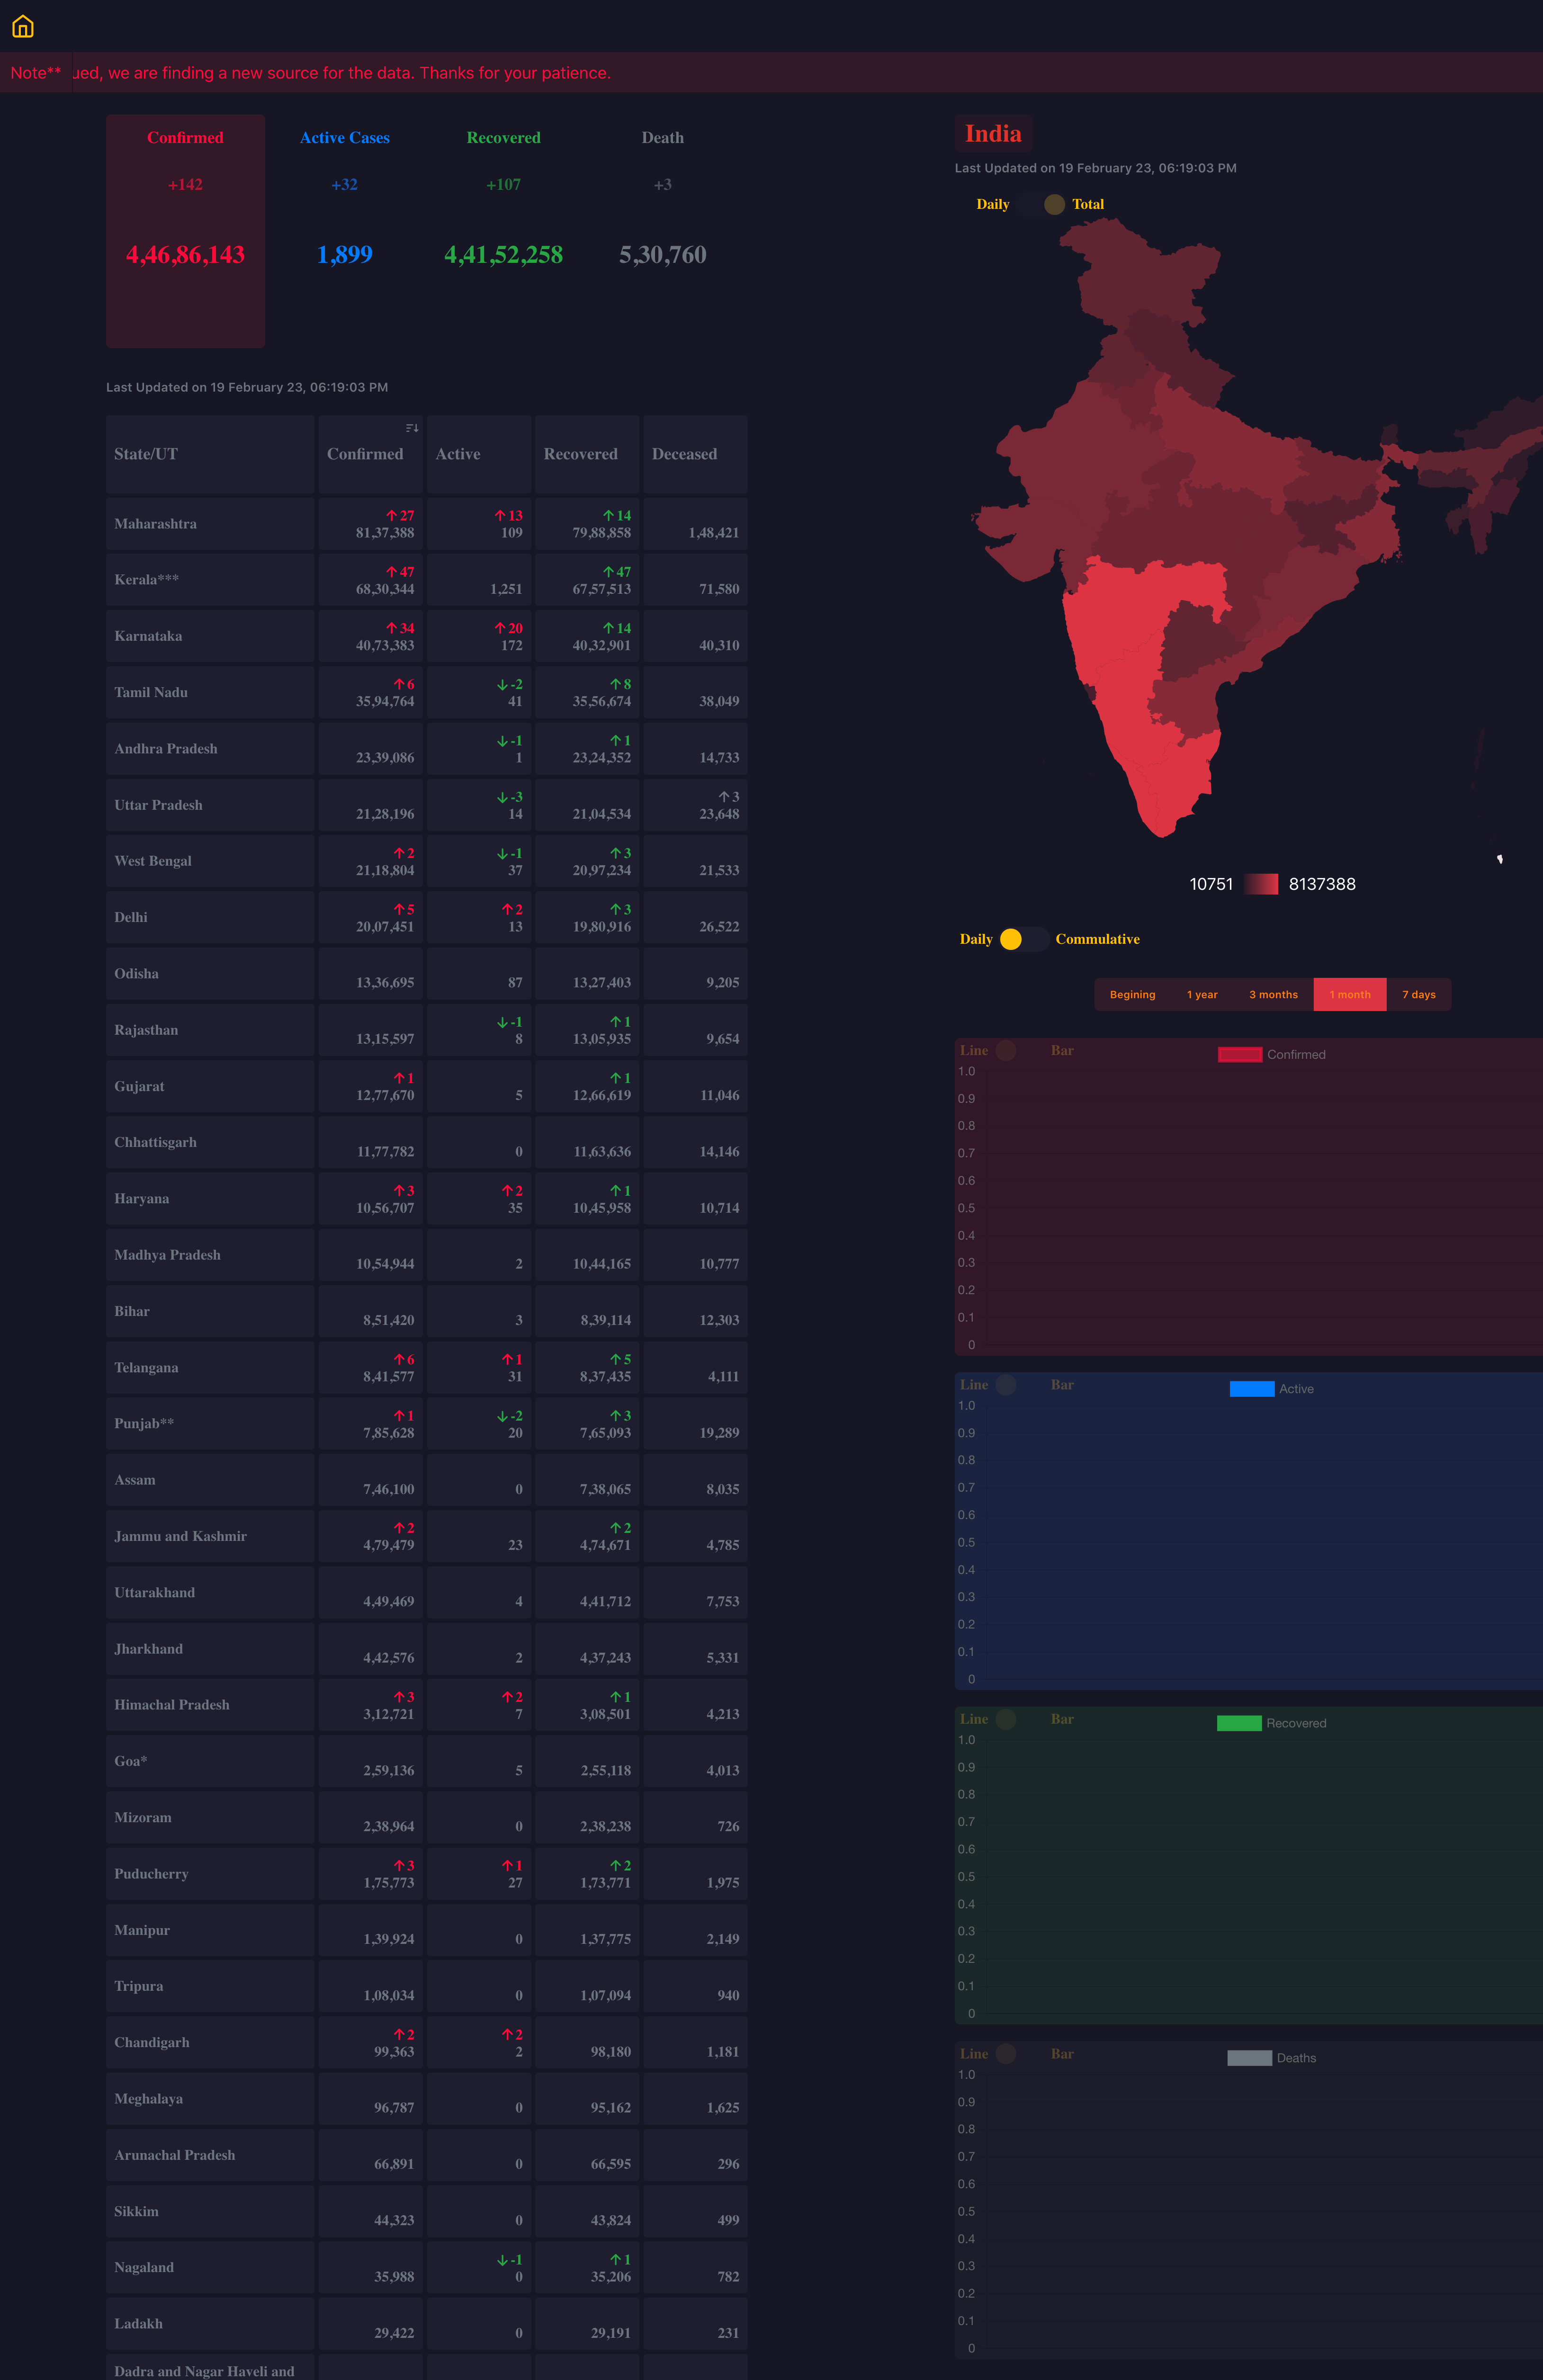 Note** ued, we are finding a new source for the data. Thanks for your patience.
Confirmed Active Cases Recovered Death
+142 +32 +107 +3
4,46,86,143 1,899 4,41,52,258 5,30,760
Last Updated on 19 February 23, 06:19:03 PM
State/UT Confirmed Active Recovered Deceased
↑27 ↑13 ↑14
Maharashtra 81,37,388 109 79,88,858 1,48,421
↑47 ↑47
Kerala*** 68,30,344 1,251 67,57,513 71,580
↑34 ↑20 ↑14
Karnataka 40,73,383 172 40,32,901 40,310
↑6 ↓-2 ↑8
Tamil Nadu 35,94,764 41 35,56,674 38,049
↓-1 ↑1
Andhra Pradesh 23,39,086 1 23,24,352 14,733
↓-3 ↑3
Uttar Pradesh 21,28,196 14 21,04,534 23,648
↑2 ↓-1 ↑3
West Bengal 21,18,804 37 20,97,234 21,533
↑5 ↑2 ↑3
Delhi 20,07,451 13 19,80,916 26,522
Odisha 13,36,695 87 13,27,403 9,205
↓-1 ↑1
Rajasthan 13,15,597 8 13,05,935 9,654
↑1 ↑1
Gujarat 12,77,670 5 12,66,619 11,046
Chhattisgarh 11,77,782 0 11,63,636 14,146
↑3 ↑2 ↑1
Haryana 10,56,707 35 10,45,958 10,714
Madhya Pradesh 10,54,944 2 10,44,165 10,777
Bihar 8,51,420 3 8,39,114 12,303
↑6 ↑1 ↑5
Telangana 8,41,577 31 8,37,435 4,111
↑1 ↓-2 ↑3
Punjab** 7,85,628 20 7,65,093 19,289
Assam 7,46,100 0 7,38,065 8,035
↑2 ↑2
Jammu and Kashmir 4,79,479 23 4,74,671 4,785
Uttarakhand 4,49,469 4 4,41,712 7,753
Jharkhand 4,42,576 2 4,37,243 5,331
↑3 ↑2 ↑1
Himachal Pradesh 3,12,721 7 3,08,501 4,213
Goa* 2,59,136 5 2,55,118 4,013
Mizoram 2,38,964 0 2,38,238 726
↑3 ↑1 ↑2
Puducherry 1,75,773 27 1,73,771 1,975
Manipur 1,39,924 0 1,37,775 2,149
Tripura 1,08,034 0 1,07,094 940
↑2 ↑2
Chandigarh 99,363 2 98,180 1,181
Meghalaya 96,787 0 95,162 1,625
Arunachal Pradesh 66,891 0 66,595 296
Sikkim 44,323 0 43,824 499
↓-1 ↑1
Nagaland 35,988 0 35,206 782
Ladakh 29,422 0 29,191 231
Dadra and Nagar Haveli and
India
Last Updated on 19 February 23, 06:19:03 PM
Daily Total
10751 8137388
Daily Commulative
Begining 1 year 3 months 1 month 7 days
Line Bar Confirmed
1.0
0.9
0.8
0.7
0.6
0.5
0.4
0.3
0.2
0.1
0
Line Bar Active
1.0
0.9
0.8
0.7
0.6
0.5
0.4
0.3
0.2
0.1
0
Line Bar Recovered
1.0
0.9
0.8
0.7
0.6
0.5
0.4
0.3
0.2
0.1
0
Line Bar Deaths
1.0
0.9
0.8
0.7
0.6
0.5
0.4
0.3
0.2
0.1
0